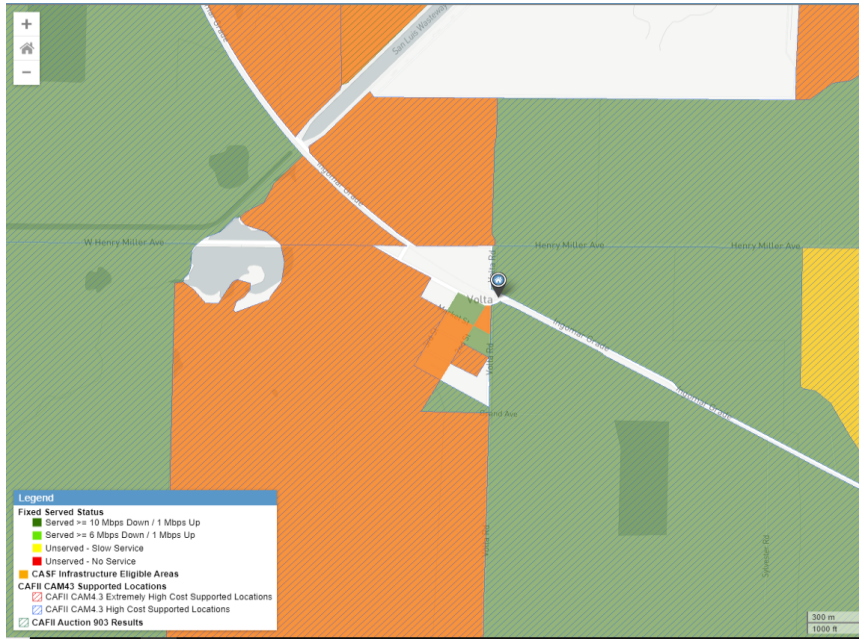 +
−
San Luis Wasteway
Ingomar Grade
W Henry Miller Ave
Henry Miller Ave
Henry Miller Ave
Volta Rd
Volta
Ingomar Grade
Volta Rd
Ingomar Grade
Grand Ave
Volta Rd
Sylvester Rd
Legend
Fixed Served Status
Served >= 10 Mbps Down / 1 Mbps Up
Served >= 6 Mbps Down / 1 Mbps Up
Unserved - Slow Service
Unserved - No Service
CASF Infrastructure Eligible Areas
CAFII CAM43 Supported Locations
CAFII CAM4.3 Extremely High Cost Supported Locations
CAFII CAM4.3 High Cost Supported Locations
CAFII Auction 903 Results
300 m
1000 ft